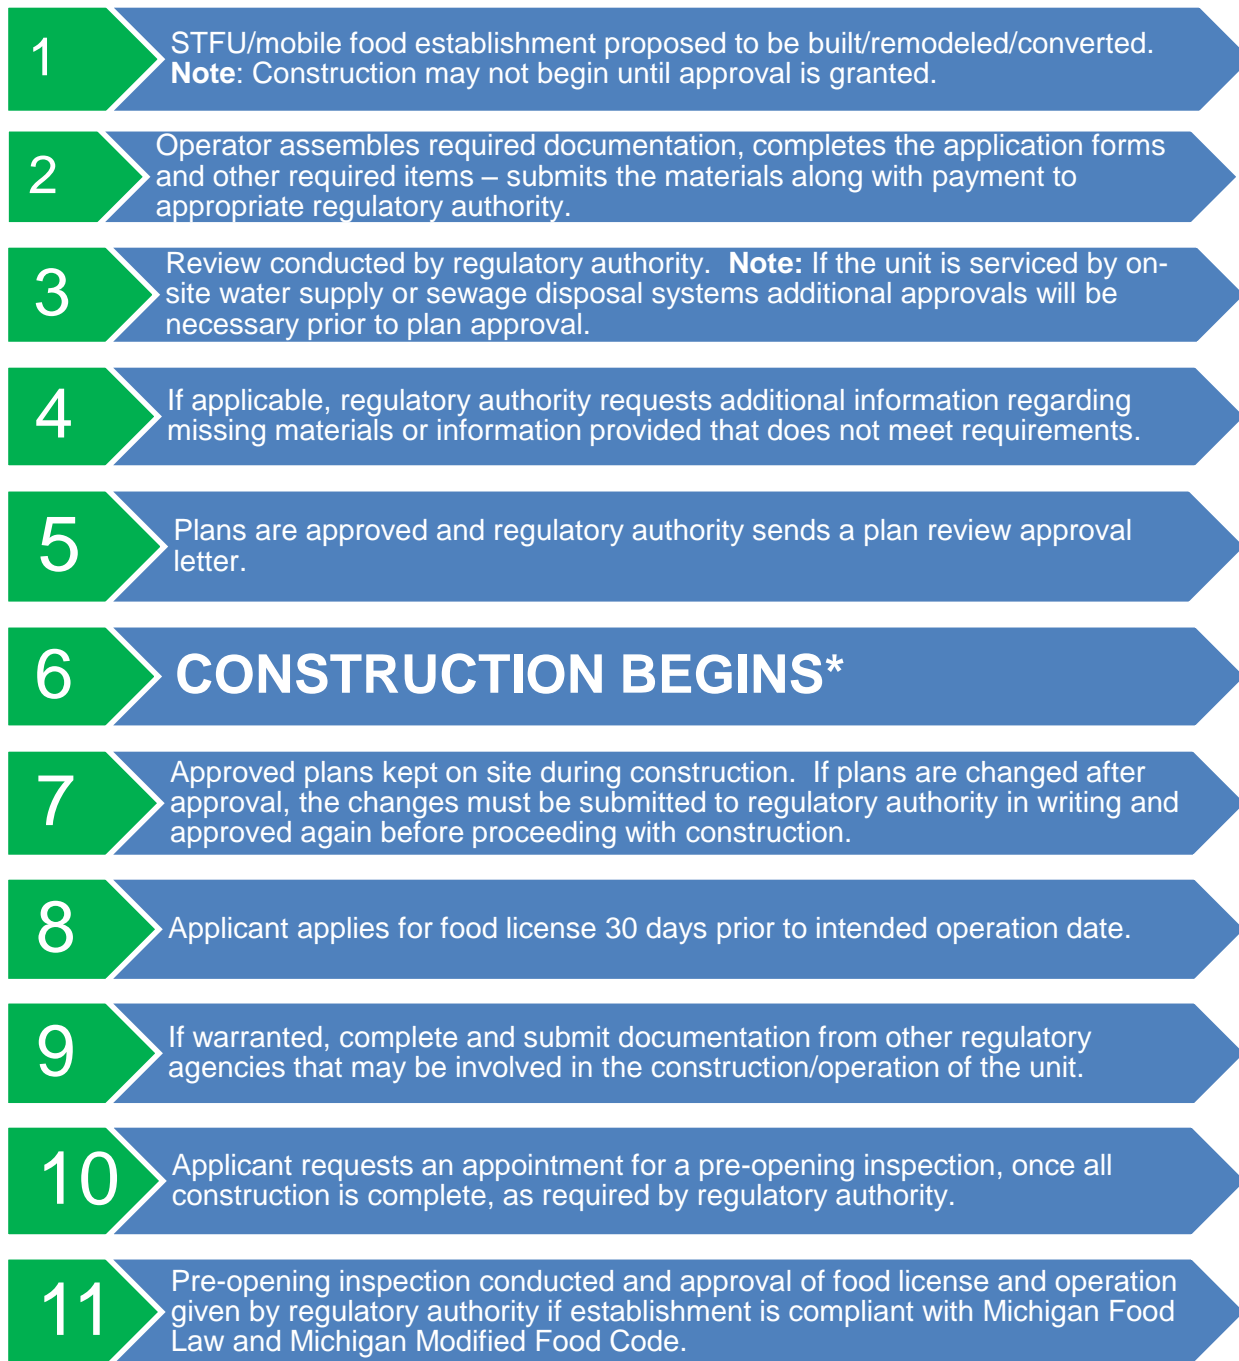 1
STFU/mobile food establishment proposed to be built/remodeled/converted.
Note: Construction may not begin until approval is granted.
2
Operator assembles required documentation, completes the application forms
and other required items – submits the materials along with payment to
appropriate regulatory authority.
3
Review conducted by regulatory authority.  Note: If the unit is serviced by on-
site water supply or sewage disposal systems additional approvals will be
necessary prior to plan approval.
4
If applicable, regulatory authority requests additional information regarding
missing materials or information provided that does not meet requirements.
5
Plans are approved and regulatory authority sends a plan review approval
letter.
6
CONSTRUCTION BEGINS*
7
Approved plans kept on site during construction.  If plans are changed after
approval, the changes must be submitted to regulatory authority in writing and
approved again before proceeding with construction.
8
Applicant applies for food license 30 days prior to intended operation date.
9
If warranted, complete and submit documentation from other regulatory
agencies that may be involved in the construction/operation of the unit.
10
Applicant requests an appointment for a pre-opening inspection, once all
construction is complete, as required by regulatory authority.
11
Pre-opening inspection conducted and approval of food license and operation
given by regulatory authority if establishment is compliant with Michigan Food
Law and Michigan Modified Food Code.